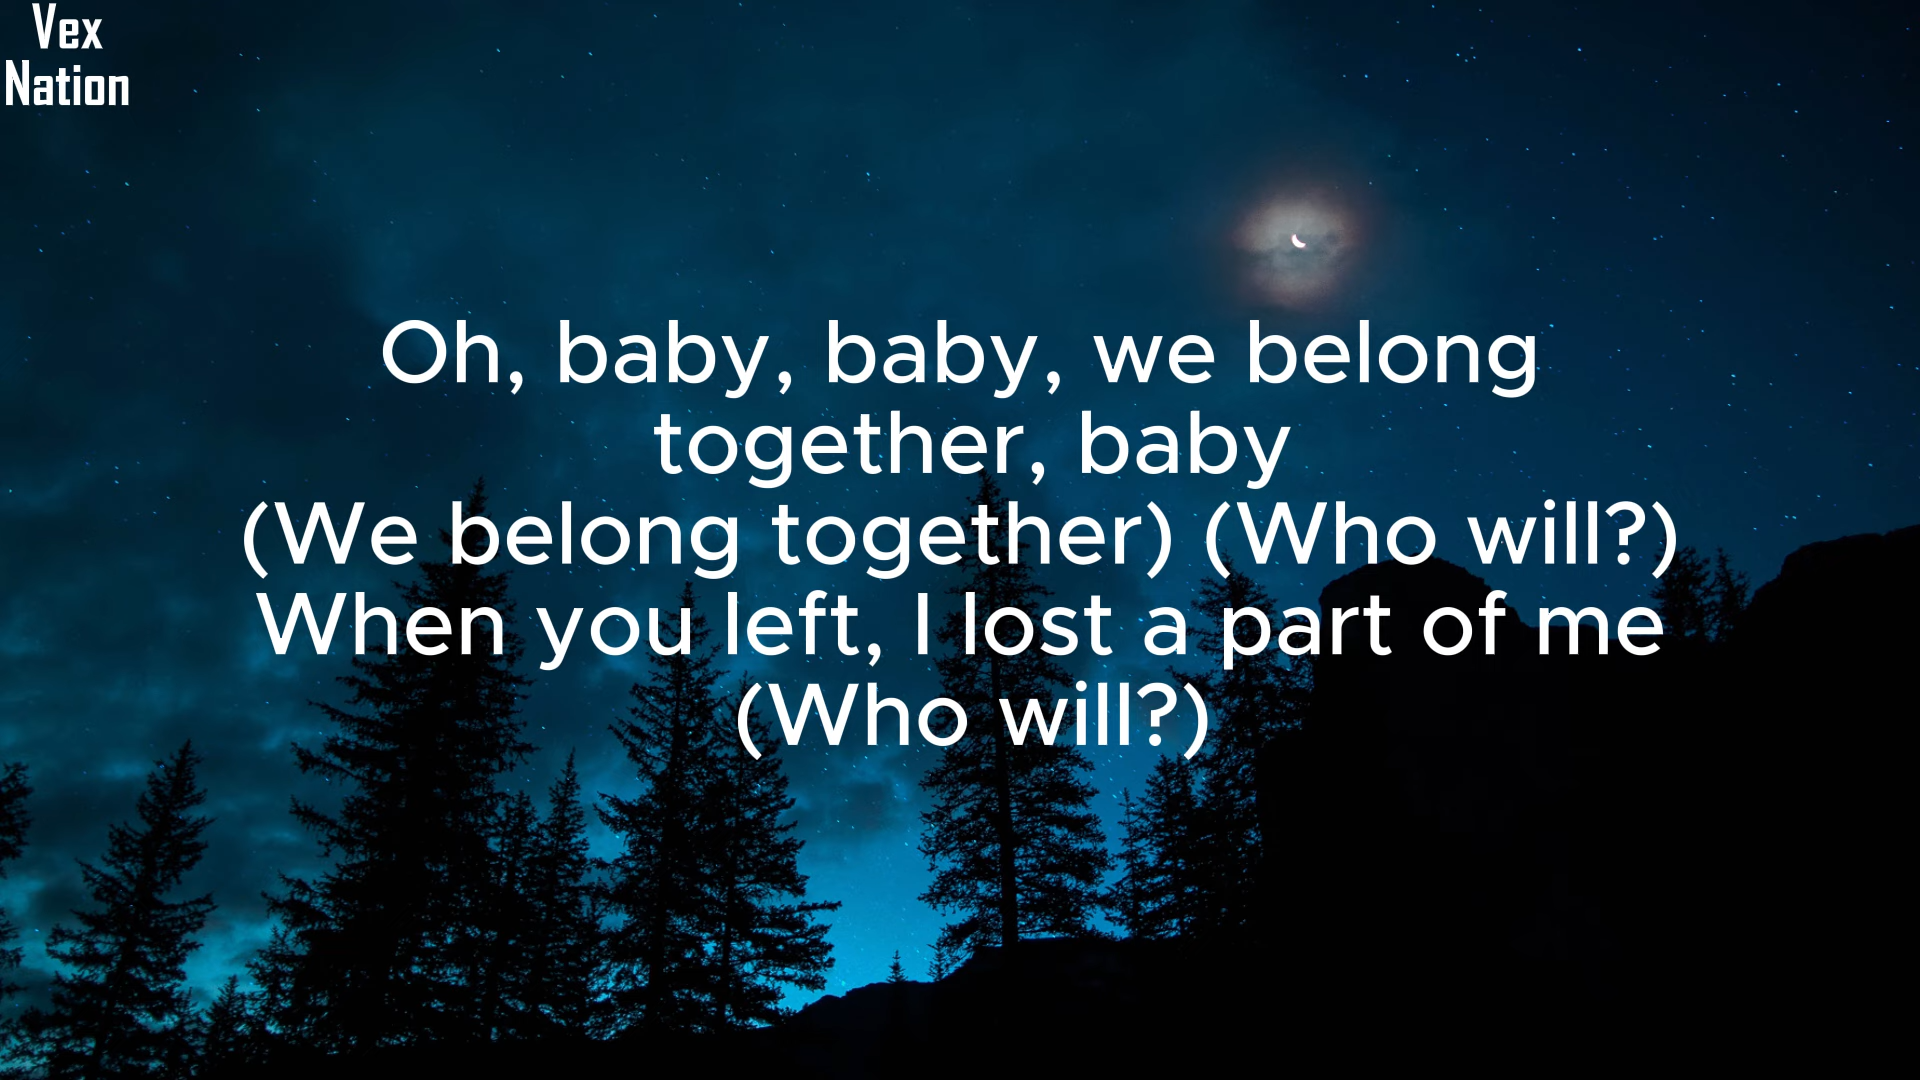 Vex
Nation
Oh, baby, baby, we belong
together, baby
(We belong together) (Who will?)
When you left, I lost a part of me
(Who will?)